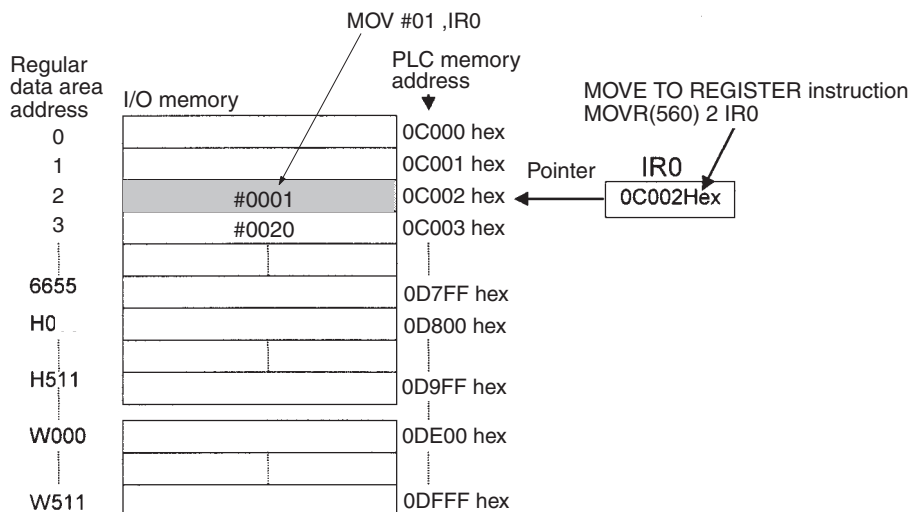 MOV #01 ,IR0
Regular
data area
address
I/O memory
PLC memory
address
MOVE TO REGISTER instruction
MOVR(560) 2 IR0
0
0C000 hex
1
0C001 hex
Pointer
IR0
2
#0001
0C002 hex
0C002Hex
3
#0020
0C003 hex
6655
0D7FF hex
H0
0D800 hex
H511
0D9FF hex
W000
0DE00 hex
W511
0DFFF hex